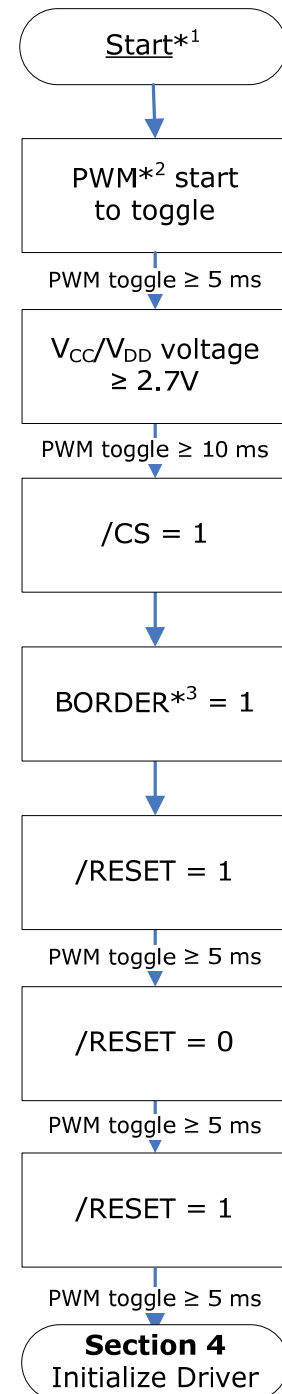 Start*¹
PWM*² start
to toggle
PWM toggle ≥ 5 ms
V_CC/V_DD voltage
≥ 2.7V
PWM toggle ≥ 10 ms
/CS = 1
BORDER*³ = 1
/RESET = 1
PWM toggle ≥ 5 ms
/RESET = 0
PWM toggle ≥ 5 ms
/RESET = 1
PWM toggle ≥ 5 ms
Section 4
Initialize Driver